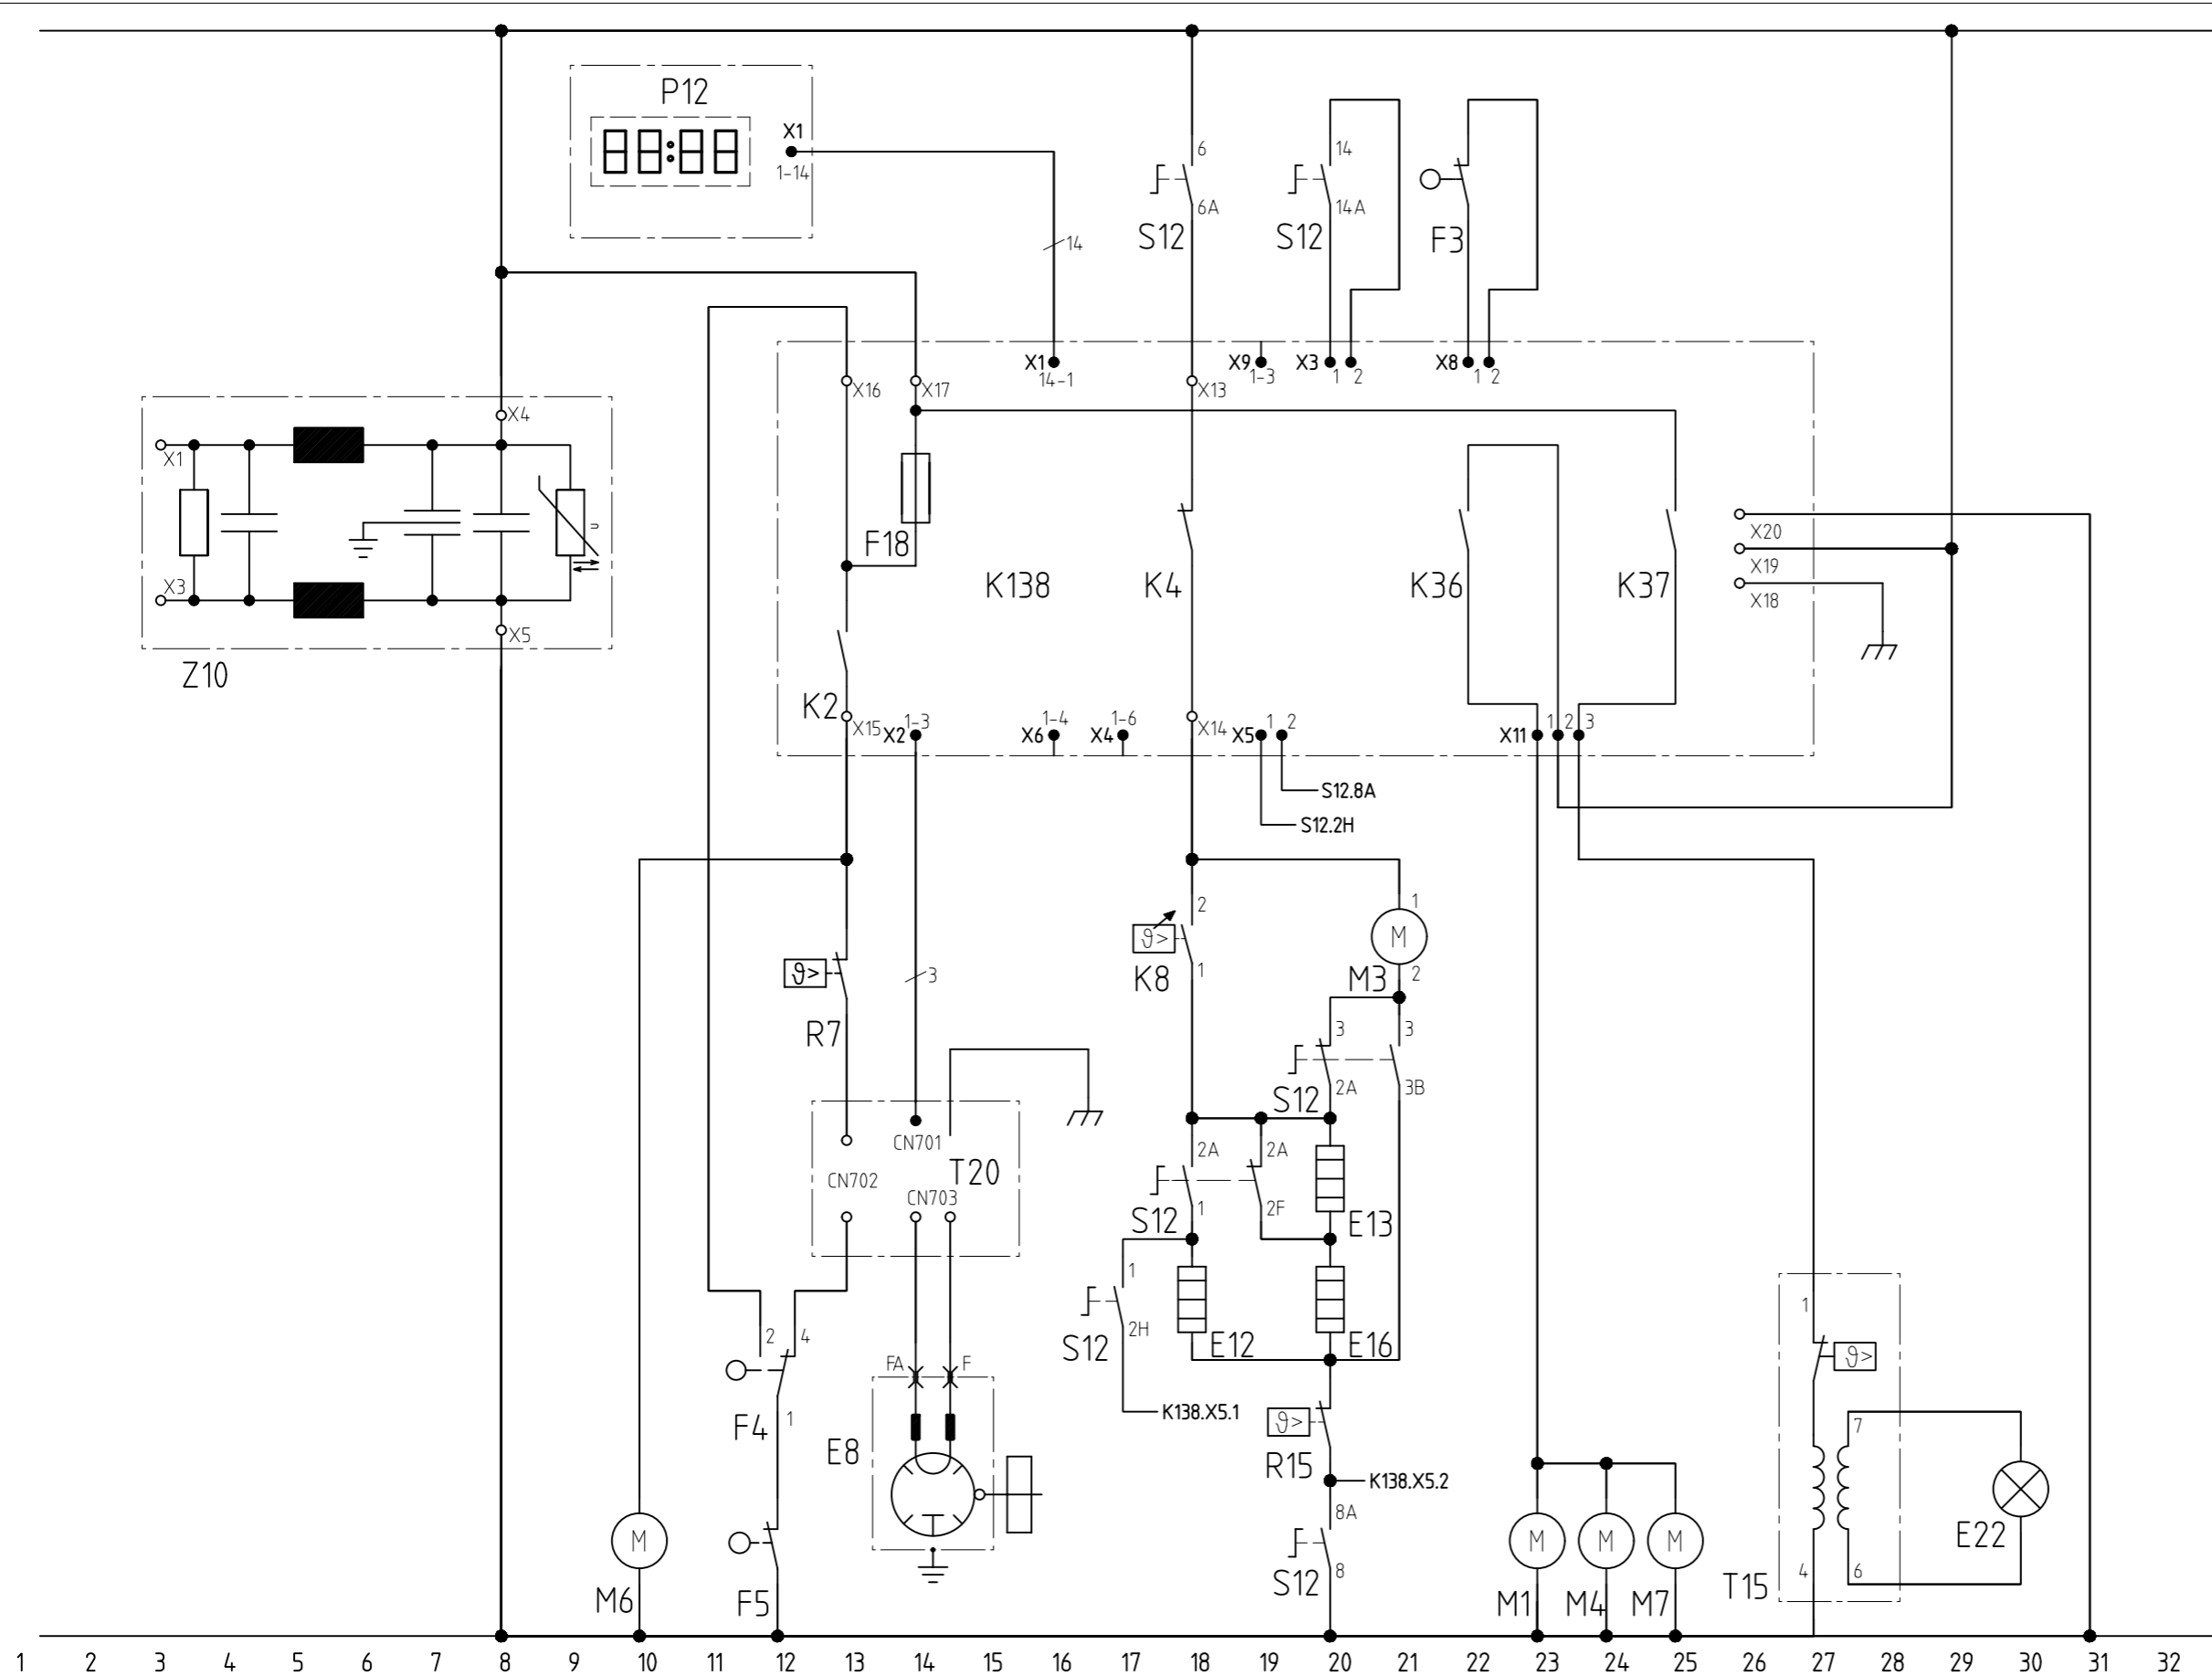 P12
X1
1-14
14
6
6A
S12
14
14A
S12
F3
X16
X17
X1
14-1
X13
X9
1-3
X3
1 2
X8
1 2
X4
X1
X3
u
X5
Z10
F18
K138
K4
K36
K37
X20
X19
X18
K2
X15
X2
1-3
X6
1-4
X4
1-6
X14
X5
1 2
X11
1 2 3
S12.8A
S12.2H
2
ϑ>
K8
1
1
M
M3
2
ϑ>
R7
3
3
3
S12
2A
3B
CN701
CN702
T20
CN703
2A
2A
S12
1
2F
E13
1
S12
2H
E12
E16
K138.X5.1
2
4
F4
1
FA
F
E8
ϑ>
R15
K138.X5.2
8A
S12
8
1
ϑ>
7
E22
T15
4
6
M
M6
F5
M
M
M
M1
M4
M7
1 2 3 4 5 6 7 8 9 10 11 12 13 14 15 16 17 18 19 20 21 22 23 24 25 26 27 28 29 30 31 32